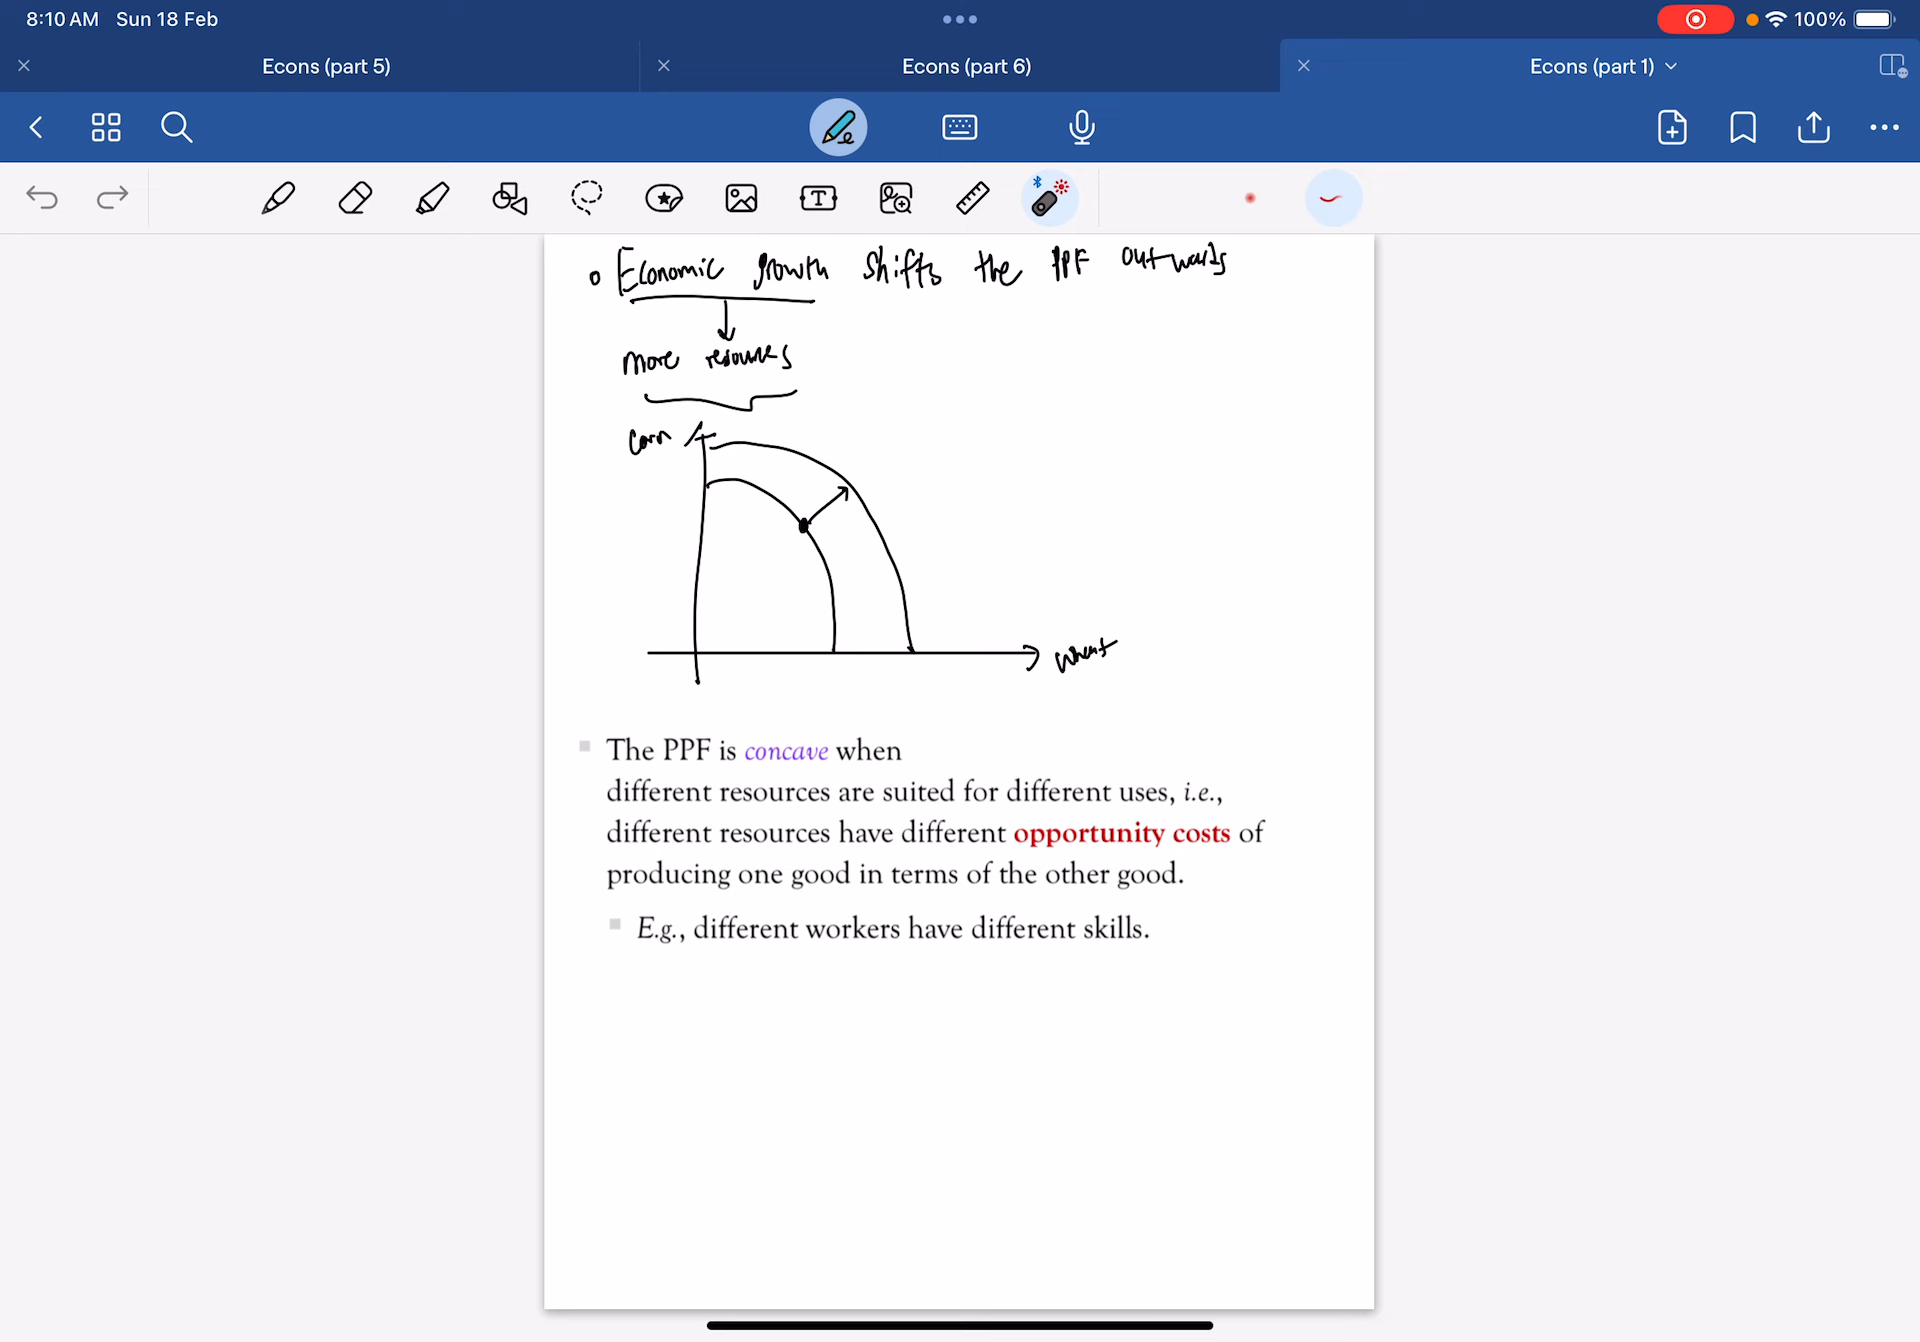 8:10 AM Sun 18 Feb
100%
Econs (part 5)
Econs (part 6)
Econs (part 1)
Economic growth shifts the PPF outwards
more resources
Corn
wheat
The PPF is concave when
different resources are suited for different uses, i.e.,
different resources have different opportunity costs of
producing one good in terms of the other good.
E.g., different workers have different skills.